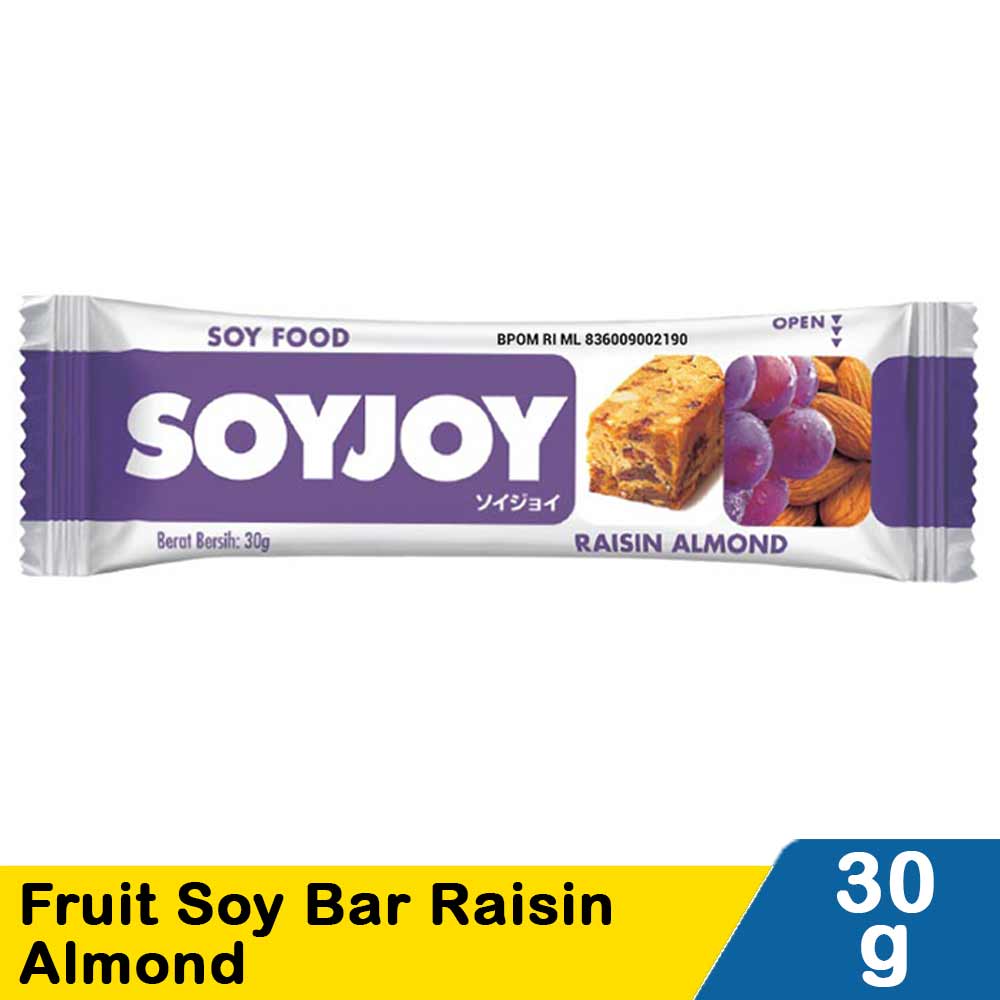 SOY FOOD
BPOM RI ML 836009002190
OPEN
SOYJOY
ソイジョイ
Berat Bersih: 30g
RAISIN ALMOND
Fruit Soy Bar Raisin
Almond
30
g